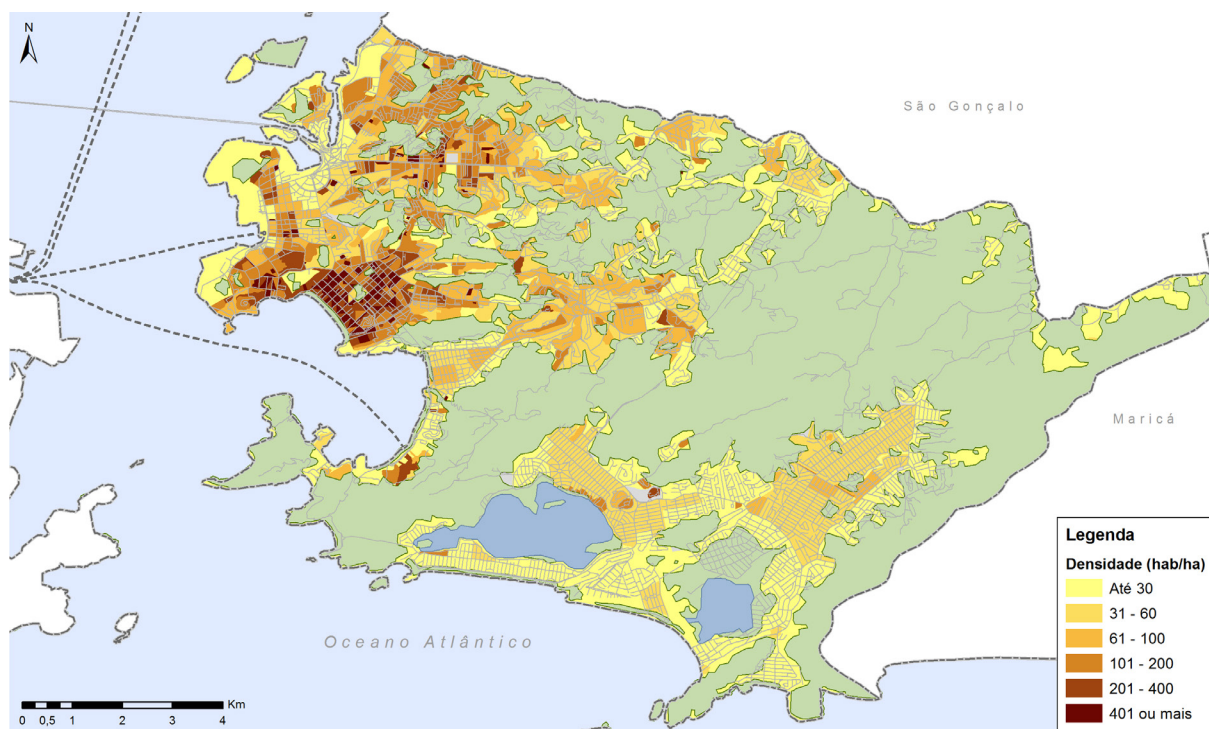 N
São Gonçalo
Maricá
Oceano Atlântico
Km
0 0,5 1 2 3 4
Legenda
Densidade (hab/ha)
Até 30
31 - 60
61 - 100
101 - 200
201 - 400
401 ou mais